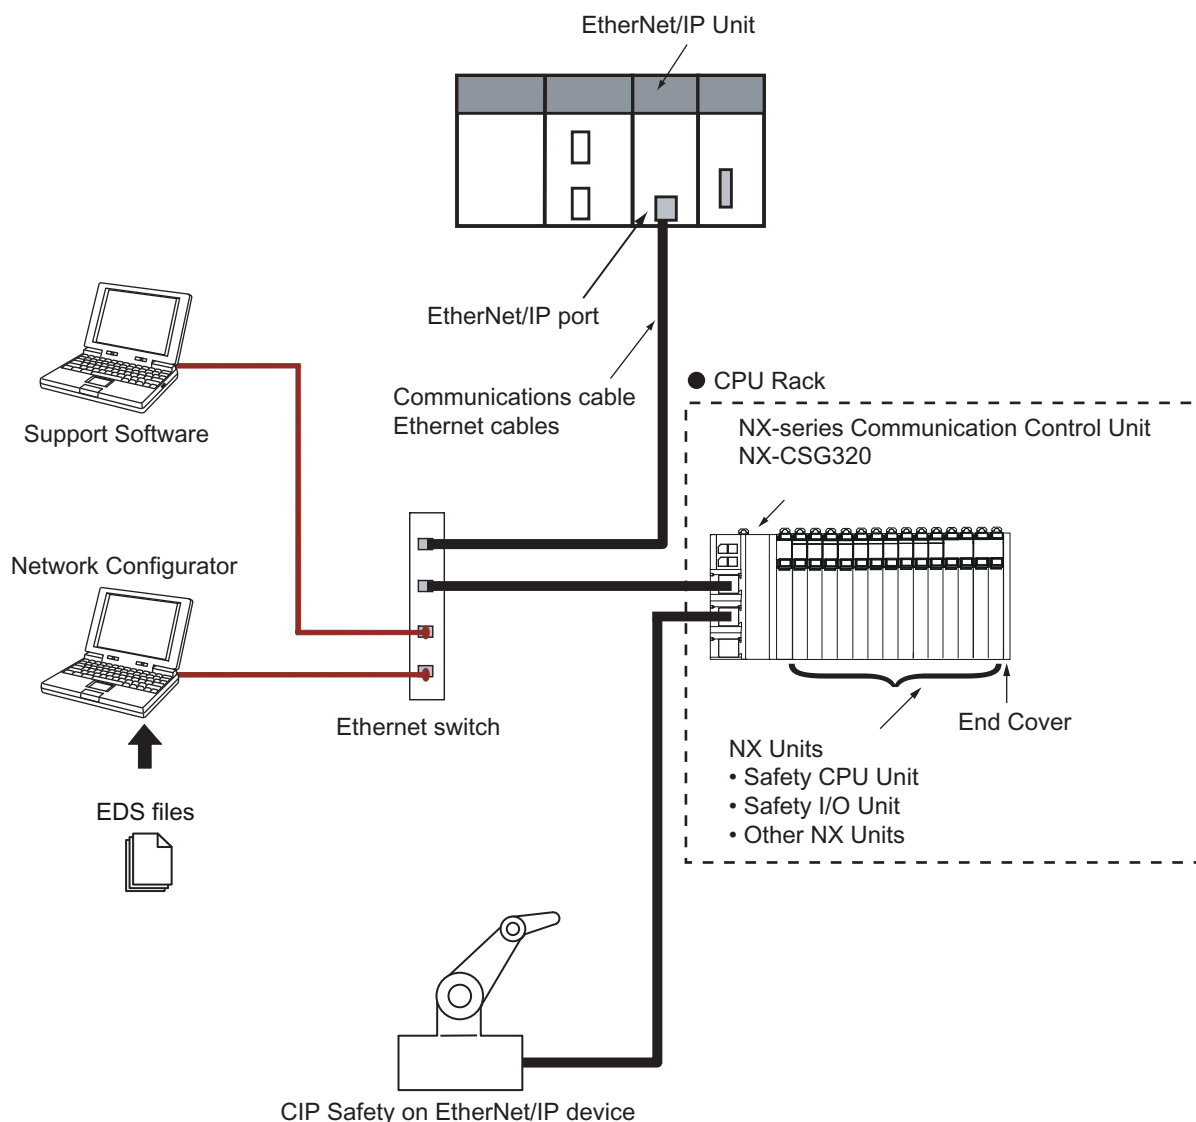 EtherNet/IP Unit
EtherNet/IP port
Communications cable
Ethernet cables
● CPU Rack
NX-series Communication Control Unit
NX-CSG320
Support Software
Network Configurator
Ethernet switch
End Cover
NX Units
• Safety CPU Unit
• Safety I/O Unit
• Other NX Units
EDS files
CIP Safety on EtherNet/IP device